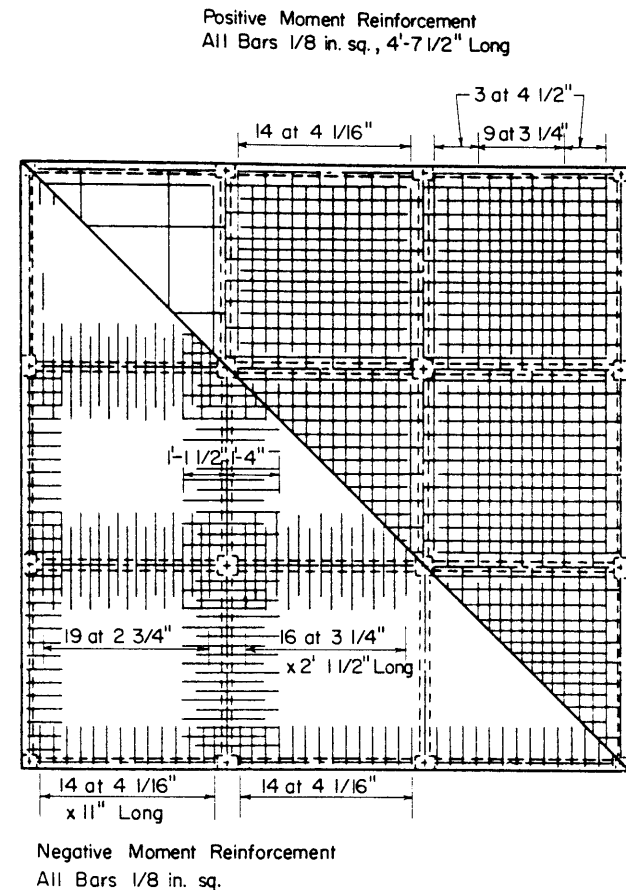 Positive Moment Reinforcement
All Bars 1/8 in. sq., 4'-7 1/2" Long
3 at 4 1/2"
14 at 4 1/16"
9 at 3 1/4"
1'-1 1/2" 1'-4"
19 at 2 3/4"
16 at 3 1/4"
x 2' 1 1/2" Long
14 at 4 1/16"
14 at 4 1/16"
x 11" Long
Negative Moment Reinforcement
All Bars 1/8 in. sq.